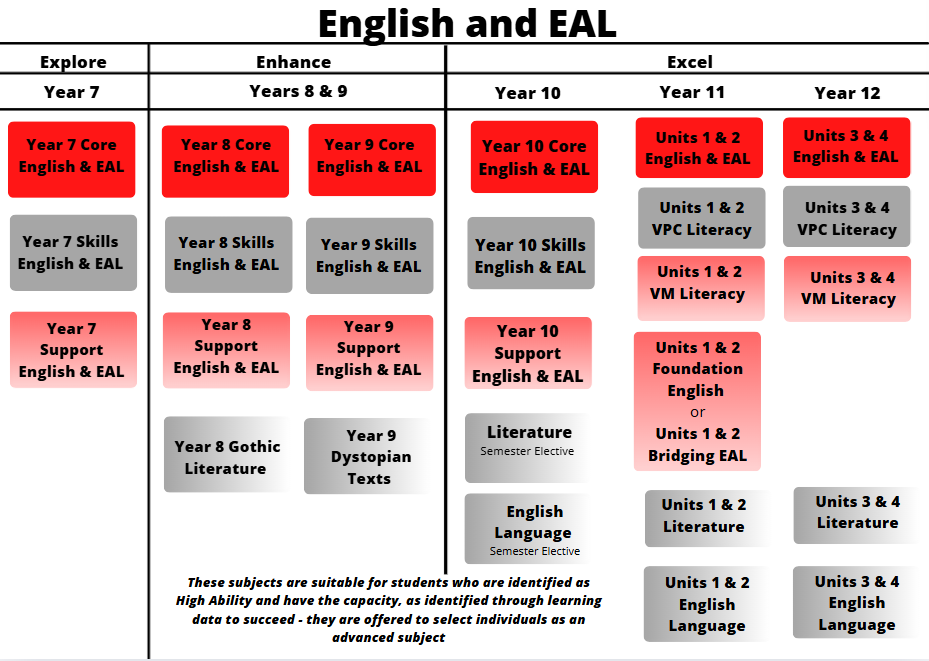 English and EAL
Explore
Enhance
Excel
Year 7
Years 8 & 9
Year 10
Year 11
Year 12
Year 7 Core
English & EAL
Year 8 Core
English & EAL
Year 9 Core
English & EAL
Year 10 Core
English & EAL
Units 1 & 2
English & EAL
Units 3 & 4
English & EAL
Year 7 Skills
English & EAL
Year 8 Skills
English & EAL
Year 9 Skills
English & EAL
Year 10 Skills
English & EAL
Units 1 & 2
VPC Literacy
Units 3 & 4
VPC Literacy
Units 1 & 2
VM Literacy
Units 3 & 4
VM Literacy
Year 7
Support
English & EAL
Year 8
Support
English & EAL
Year 9
Support
English & EAL
Year 10
Support
English & EAL
Units 1 & 2
Foundation
English
or
Units 1 & 2
Bridging EAL
Year 8 Gothic
Literature
Year 9
Dystopian
Texts
Literature
Semester Elective
English
Language
Semester Elective
Units 1 & 2
Literature
Units 3 & 4
Literature
Units 1 & 2
English
Language
Units 3 & 4
English
Language
These subjects are suitable for students who are identified as
High Ability and have the capacity, as identified through learning
data to succeed - they are offered to select individuals as an
advanced subject